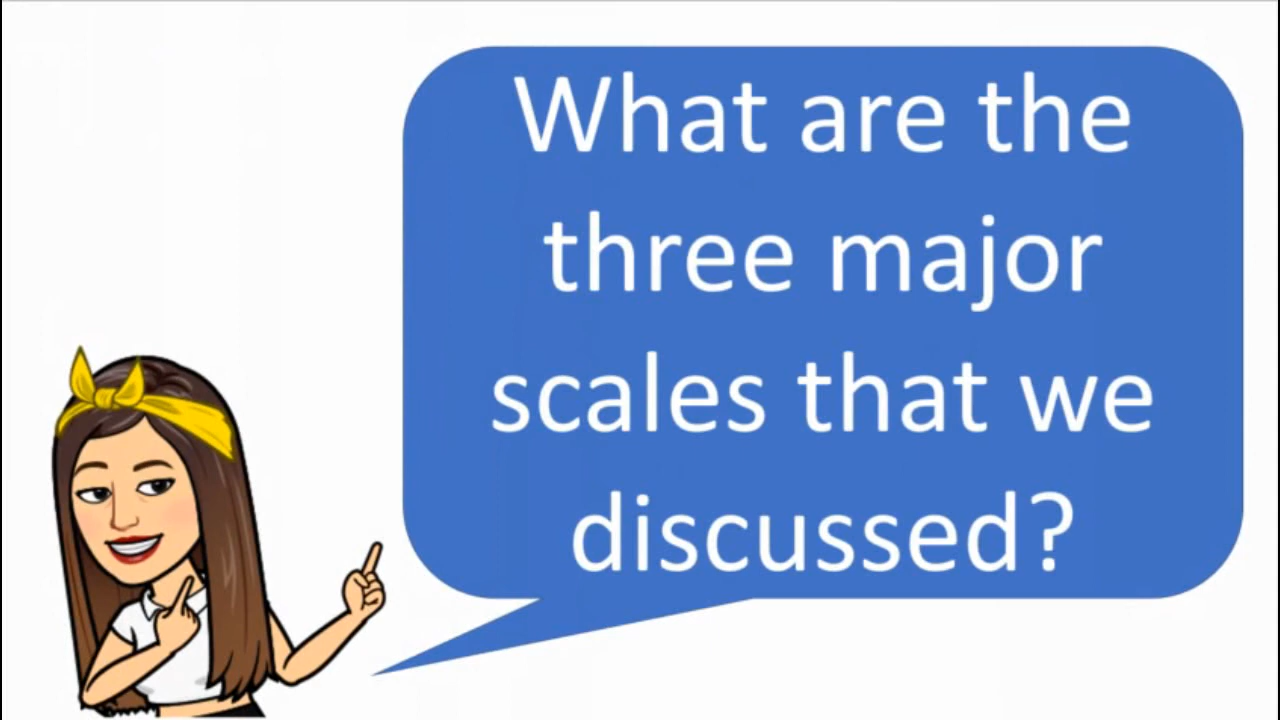 What are the
three major
scales that we
discussed?